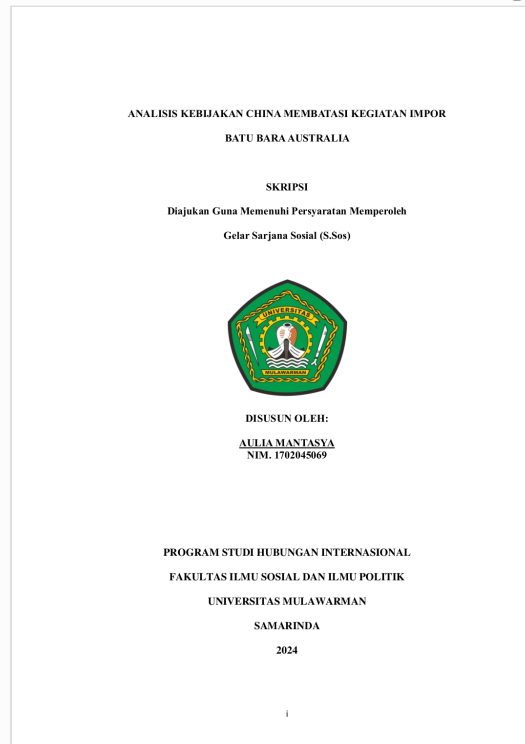 ANALISIS KEBIJAKAN CHINA MEMBATASI KEGIATAN IMPOR
BATU BARA AUSTRALIA
SKRIPSI
Diajukan Guna Memenuhi Persyaratan Memperoleh
Gelar Sarjana Sosial (S.Sos)
UNIVERSITAS
MULAWARMAN
DISUSUN OLEH:
AULIA MANTASYA
NIM. 1702045069
PROGRAM STUDI HUBUNGAN INTERNASIONAL
FAKULTAS ILMU SOSIAL DAN ILMU POLITIK
UNIVERSITAS MULAWARMAN
SAMARINDA
2024
i